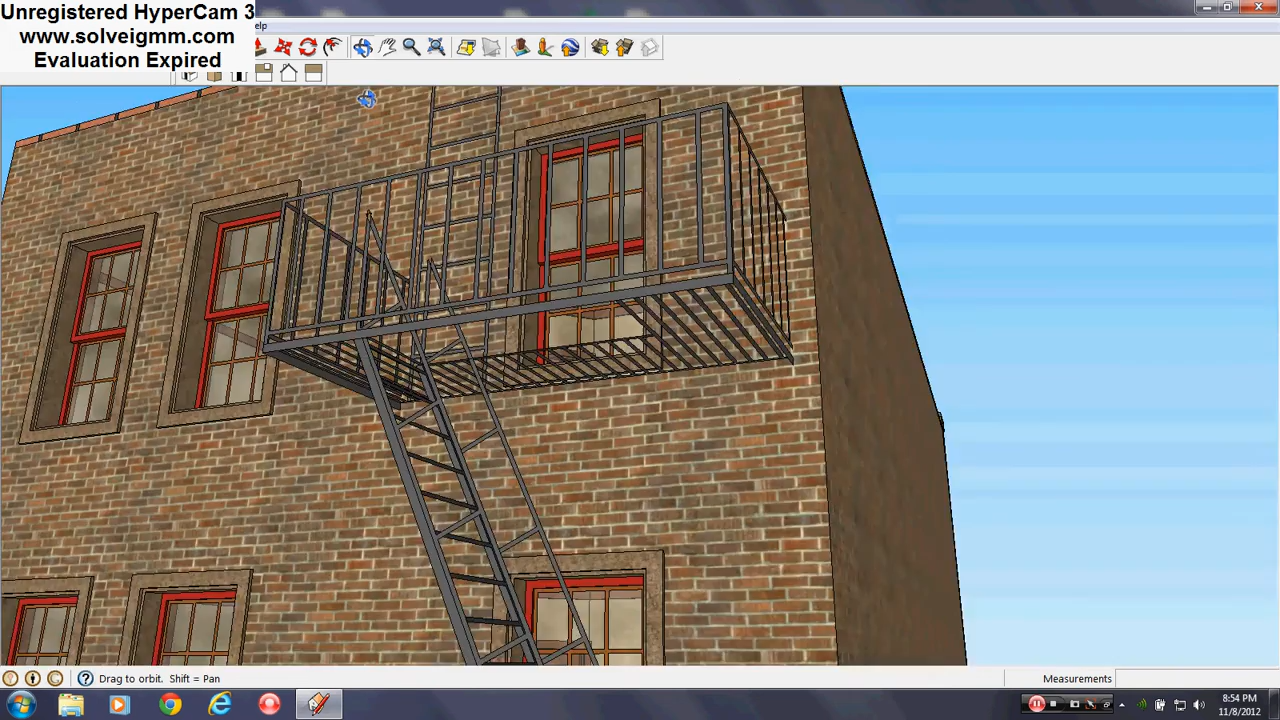 Unregistered HyperCam 3
www.solveigmm.com
Evaluation Expired
elp
Drag to orbit. Shift = Pan
Measurements
8:54 PM
11/8/2012